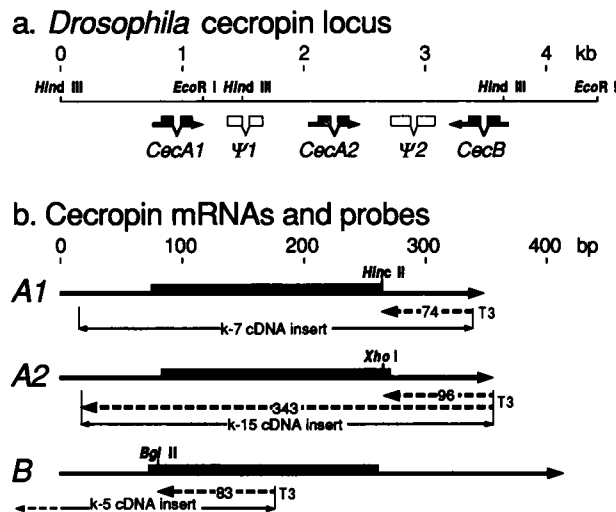 a. Drosophila cecropin locus
0 1 2 3 4 kb
Hind III EcoR I Hind III Hind III EcoR I
CecA1 Ψ1 CecA2 Ψ2 CecB
b. Cecropin mRNAs and probes
0 100 200 300 400 bp
Hinc II
A1
74 T3
k-7 cDNA insert
Xho I
A2
96
343 T3
k-15 cDNA insert
Bgl II
B
83 T3
k-5 cDNA insert